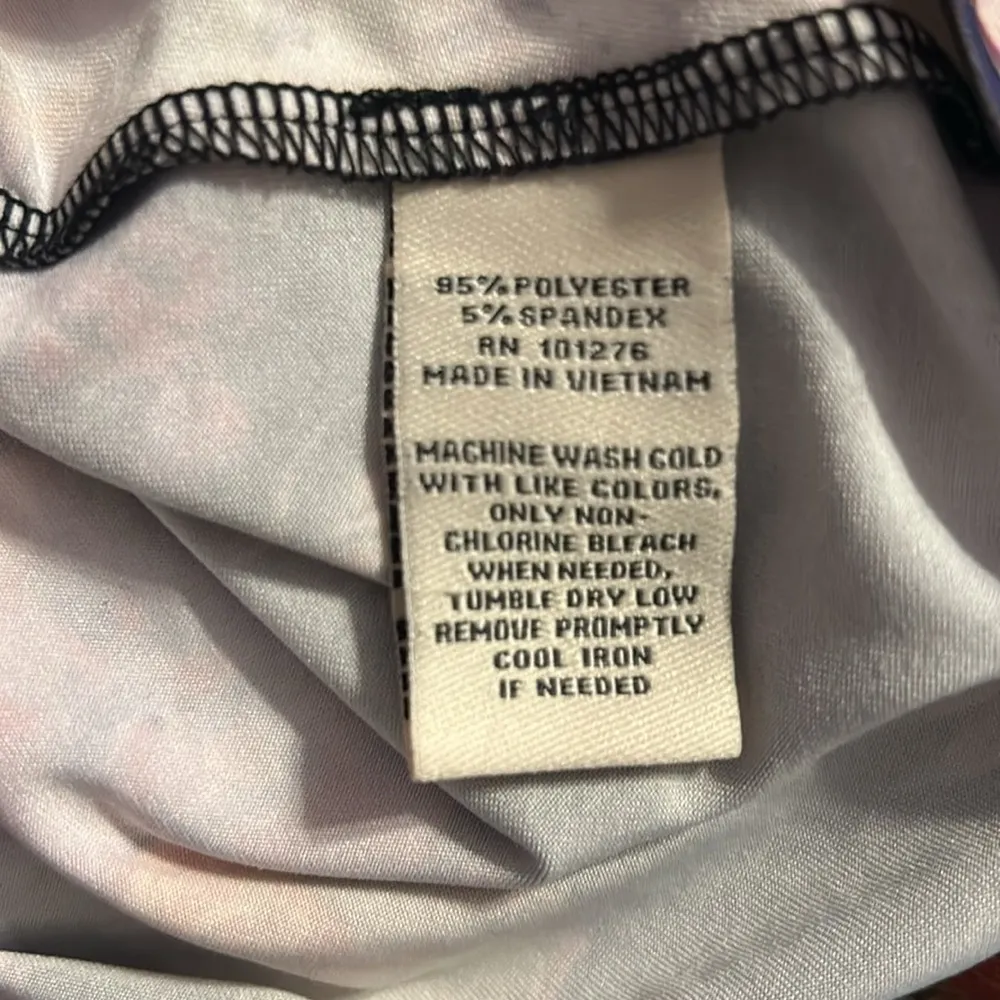 95% POLYESTER
5% SPANDEX
RN 101276
MADE IN VIETNAM
MACHINE WASH COLD
WITH LIKE COLORS,
ONLY NON-
CHLORINE BLEACH
WHEN NEEDED,
TUMBLE DRY LOW
REMOVE PROMPTLY
COOL IRON
IF NEEDED